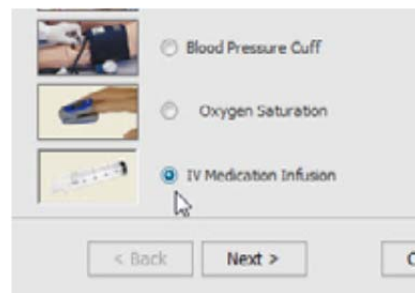 Blood Pressure Cuff
Oxygen Saturation
IV Medication Infusion
< Back Next >